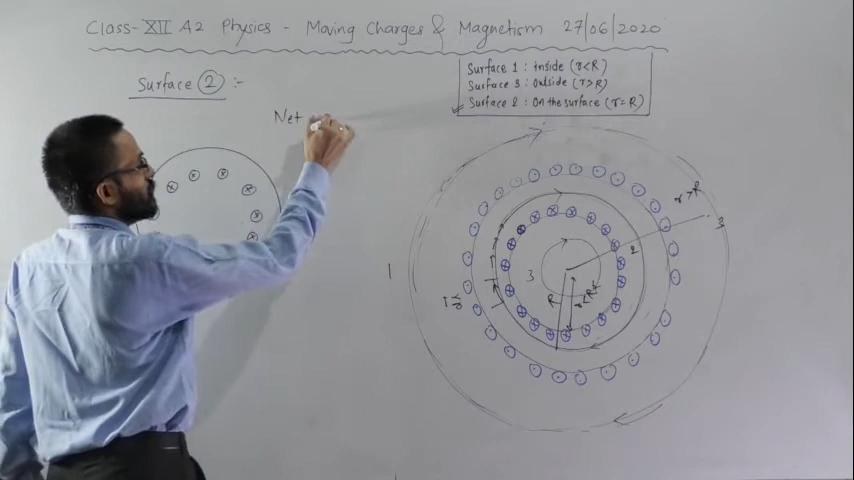 Class-XII A2 Physics - Moving Charges & Magnetism 27/06/2020
Surface 1 : inside (r<R)
Surface 3 : outside (r>R)
Surface 2 : On the surface (r=R)
Surface 2 :-
Net
r>R
3
2
1
3
R
r<R